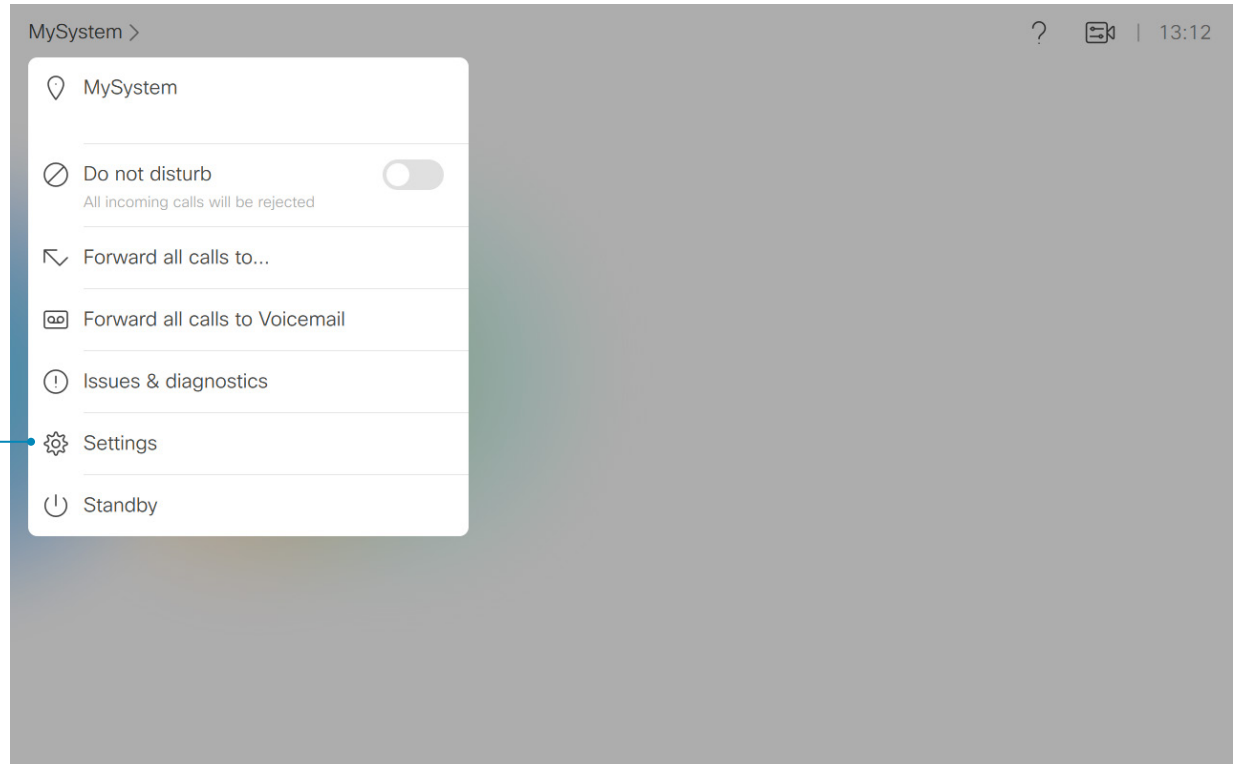 MySystem >
? | 13:12
MySystem
Do not disturb
All incoming calls will be rejected
Forward all calls to...
Forward all calls to Voicemail
Issues & diagnostics
Settings
Standby